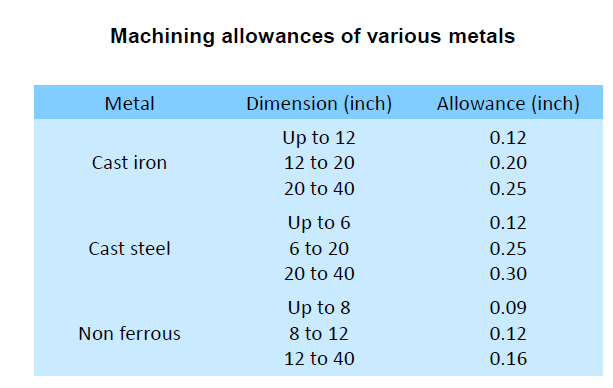 Machining allowances of various metals
Metal Dimension (inch) Allowance (inch)
Up to 12 0.12
Cast iron 12 to 20 0.20
20 to 40 0.25
Up to 6 0.12
Cast steel 6 to 20 0.25
20 to 40 0.30
Up to 8 0.09
Non ferrous 8 to 12 0.12
12 to 40 0.16